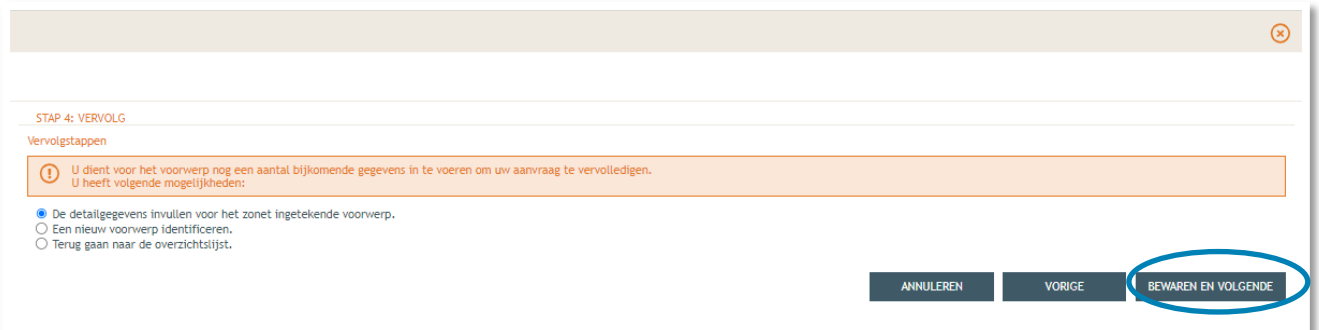 STAP 4: VERVOLG
Vervolgstappen
U dient voor het voorwerp nog een aantal bijkomende gegevens in te voeren om uw aanvraag te vervolledigen.
U heeft volgende mogelijkheden:
De detailgegevens invullen voor het zonet ingetekende voorwerp.
Een nieuw voorwerp identificeren.
Terug gaan naar de overzichtslijst.
ANNULEREN VORIGE BEWAREN EN VOLGENDE